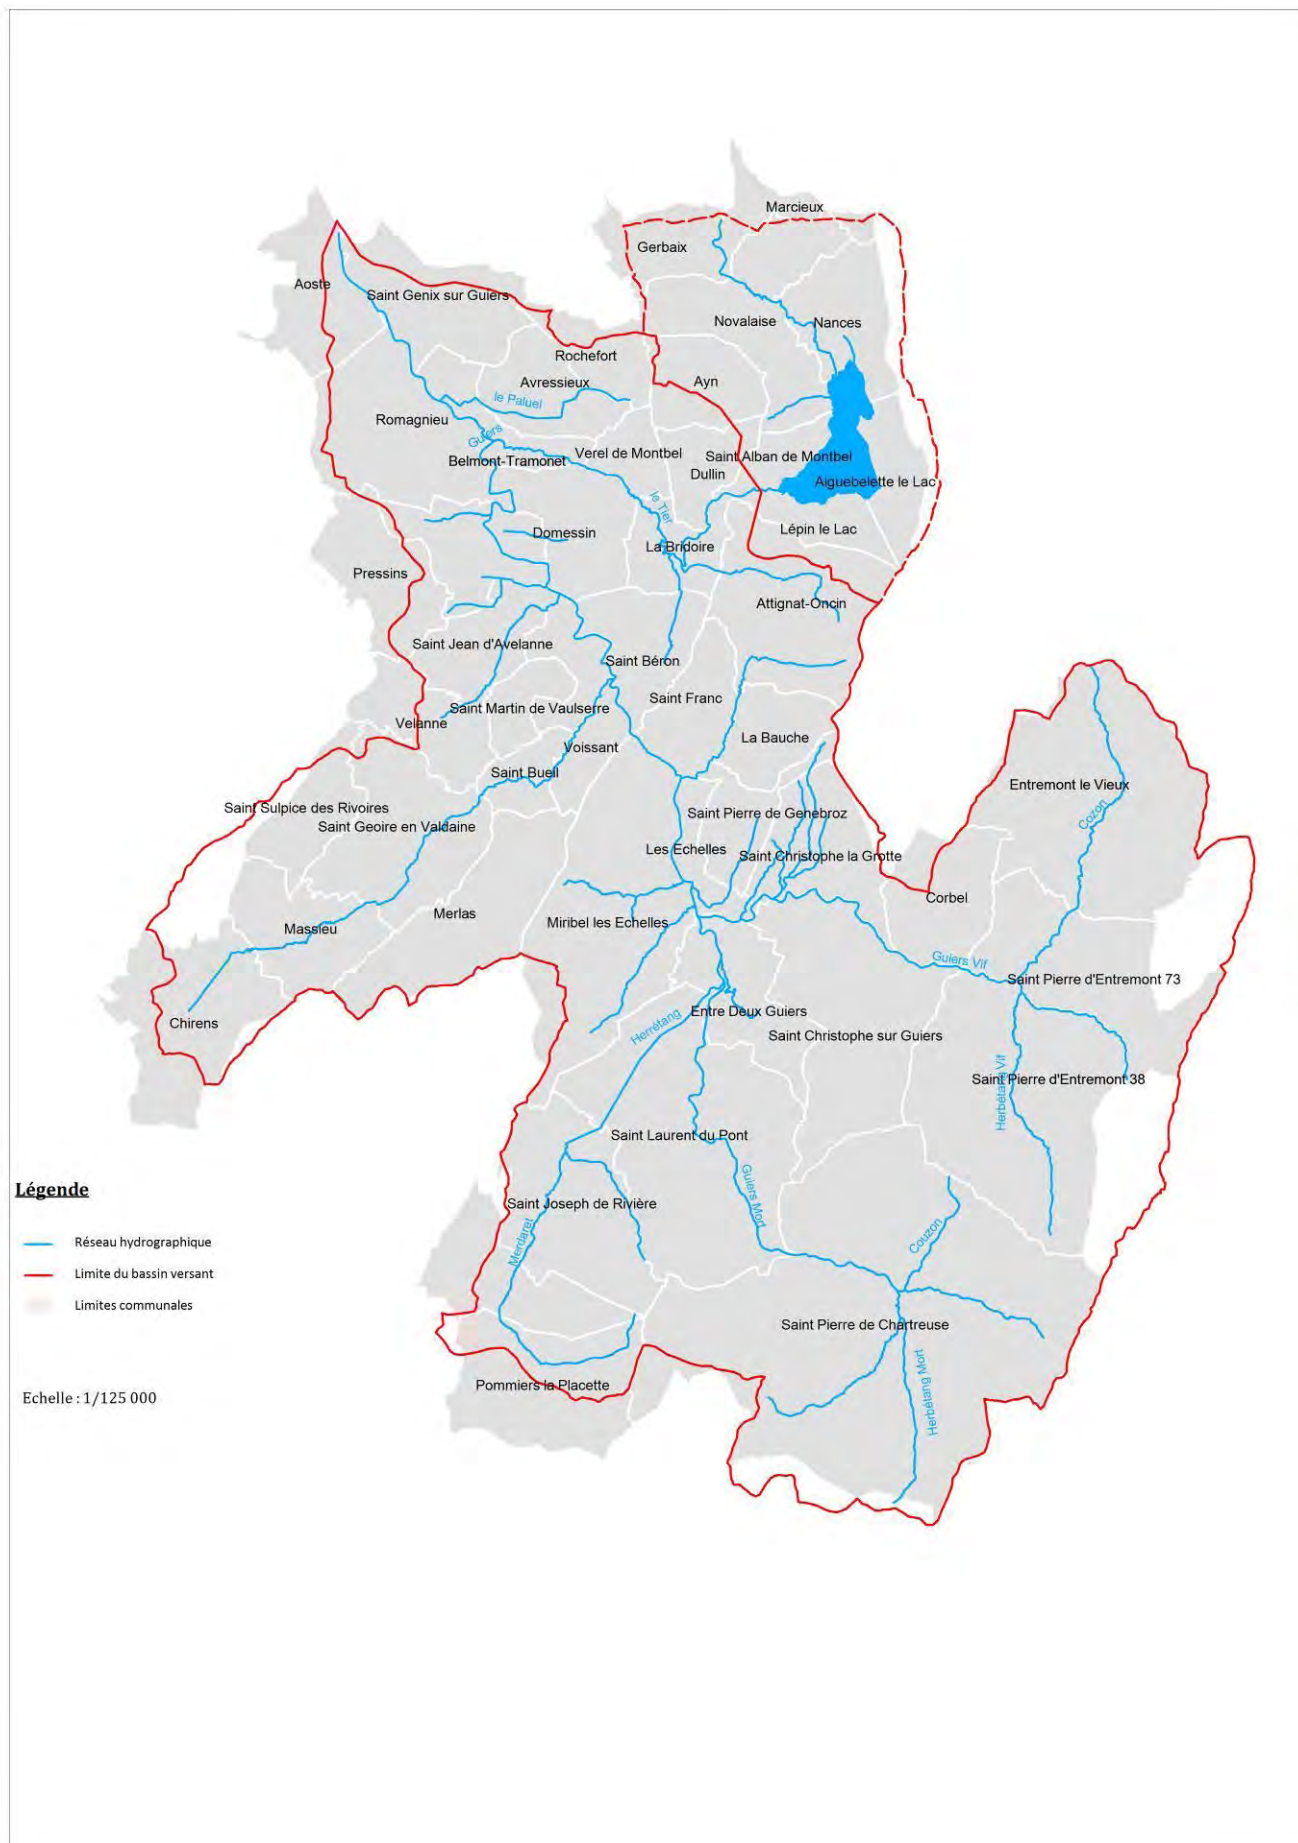 Marcieux
Gerbaix
Aoste
Saint Genix sur Guiers
Novalaise
Nances
Rochefort
Avressieux
Ayn
le Paluel
Romagnieu
Guiers
Belmont-Tramonet
Verel de Montbel
Saint Alban de Montbel
Dullin
Aiguebelette le Lac
le Tier
Domessin
Lépin le Lac
La Bridoire
Pressins
Attignat-Oncin
Saint Jean d'Avelanne
Saint Béron
Saint Franc
Saint Martin de Vaulserre
Velanne
La Bauche
Voissant
Saint Bueil
Entremont le Vieux
Cozon
Saint Sulpice des Rivoires
Saint Geoire en Valdaine
Saint Pierre de Genebroz
Les Echelles
Saint Christophe la Grotte
Corbel
Merlas
Miribel les Echelles
Massieu
Guiers Vif
Saint Pierre d'Entremont 73
Chirens
Entre Deux Guiers
Herrétang
Saint Christophe sur Guiers
Saint Pierre d'Entremont 38
Herbétang Vif
Saint Laurent du Pont
Guiers Mort
Saint Joseph de Rivière
Merdaret
Couzon
Saint Pierre de Chartreuse
Herbétang Mort
Pommiers la Placette
Légende
Réseau hydrographique
Limite du bassin versant
Limites communales
Echelle : 1/125 000